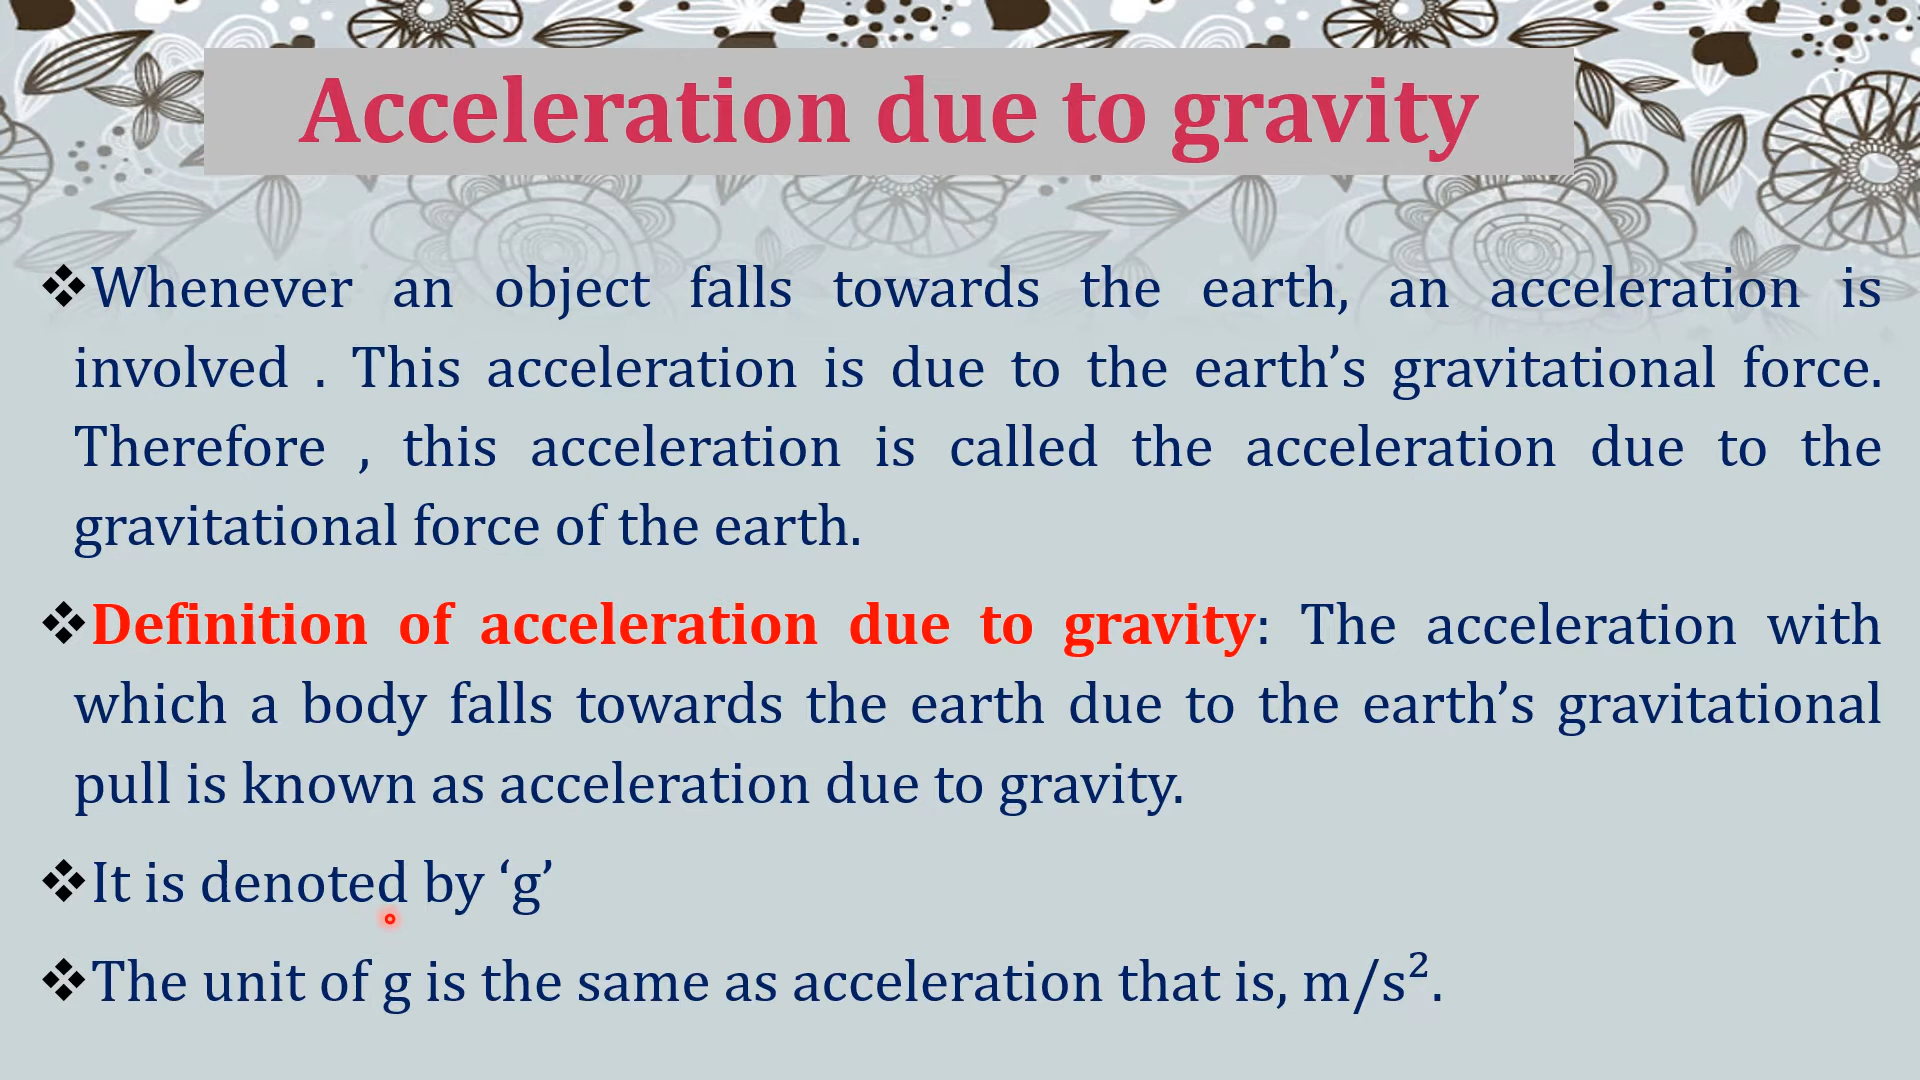 Acceleration due to gravity
❖Whenever an object falls towards the earth, an acceleration is
involved . This acceleration is due to the earth’s gravitational force.
Therefore , this acceleration is called the acceleration due to the
gravitational force of the earth.
❖Definition of acceleration due to gravity: The acceleration with
which a body falls towards the earth due to the earth’s gravitational
pull is known as acceleration due to gravity.
❖It is denoted by ‘g’
❖The unit of g is the same as acceleration that is, m/s².